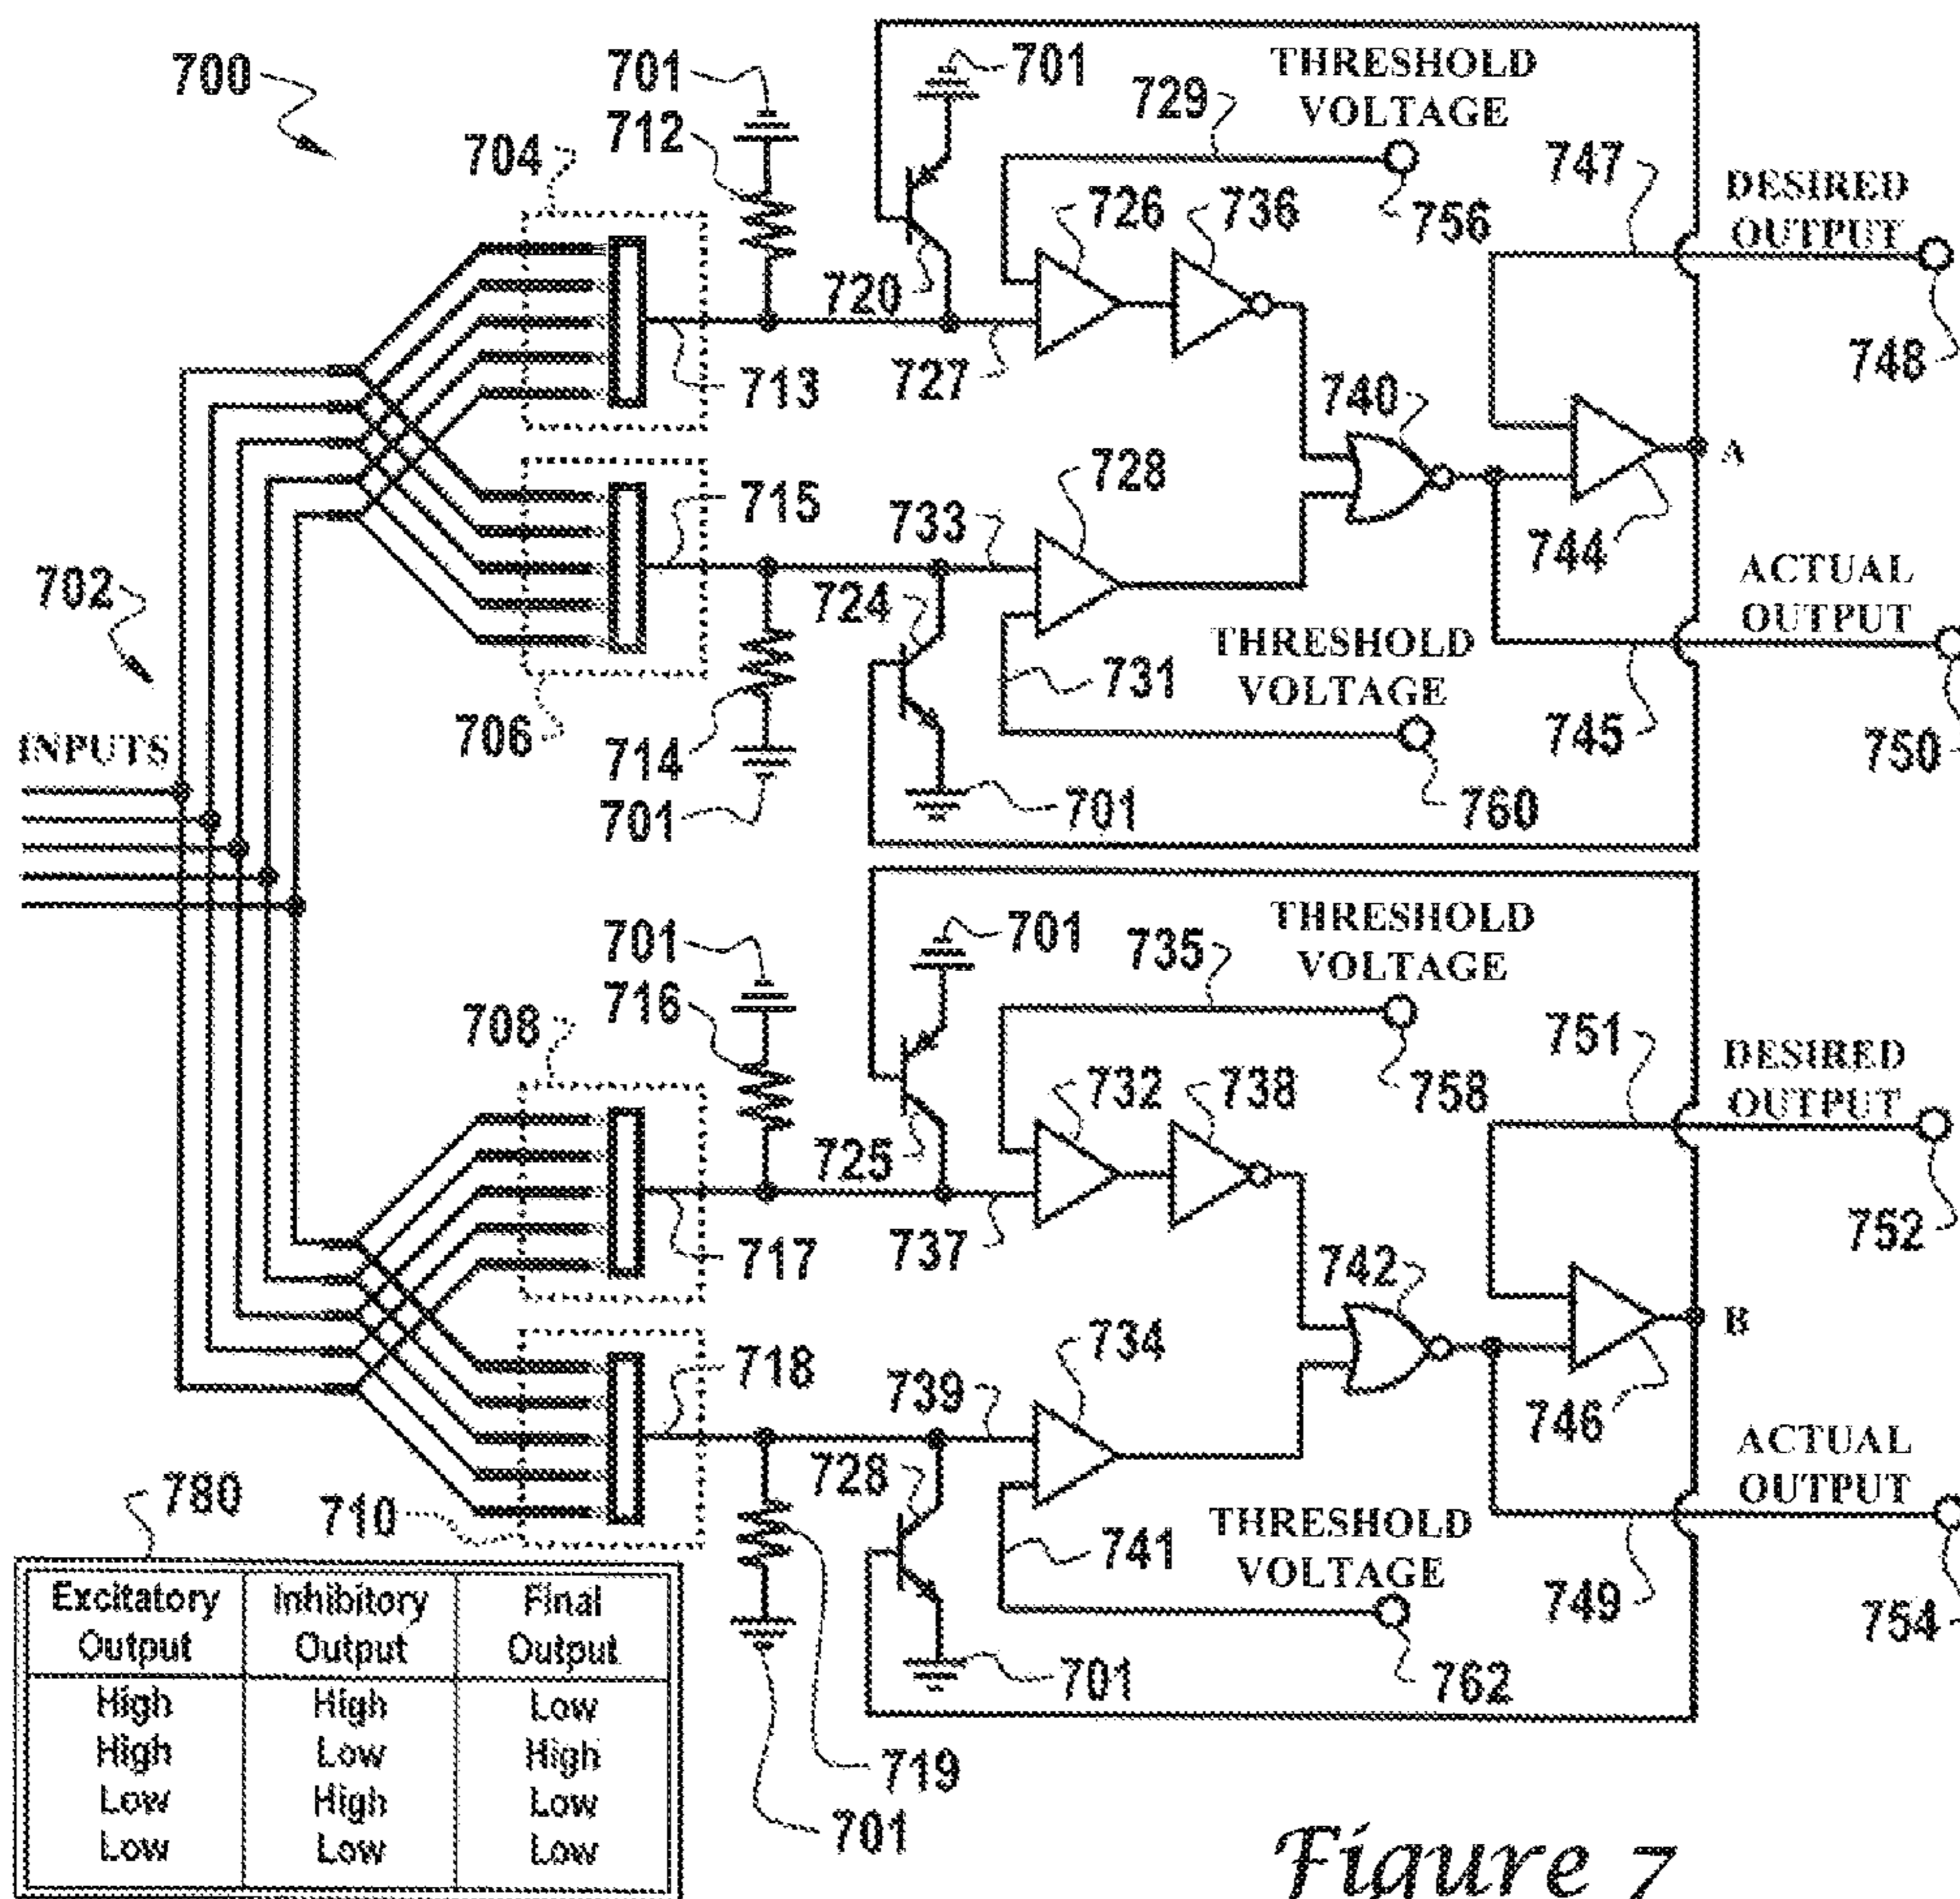 700
701
712
704
701
729
THRESHOLD
VOLTAGE
747
DESIRED
OUTPUT
726
736
756
720
748
713
727
740
A
715
733
728
744
702
724
ACTUAL
OUTPUT
THRESHOLD
VOLTAGE
731
INPUTS
706
714
745
750
701
701
760
701
716
701
735
THRESHOLD
VOLTAGE
708
751
DESIRED
OUTPUT
732
738
758
725
752
717
737
742
B
718
739
734
746
780
710
728
ACTUAL
OUTPUT
THRESHOLD
VOLTAGE
741
749
754
701
762
719
701
Excitatory Output Inhibitory Output Final Output
High High Low
High Low High
Low High Low
Low Low Low
Figure 7